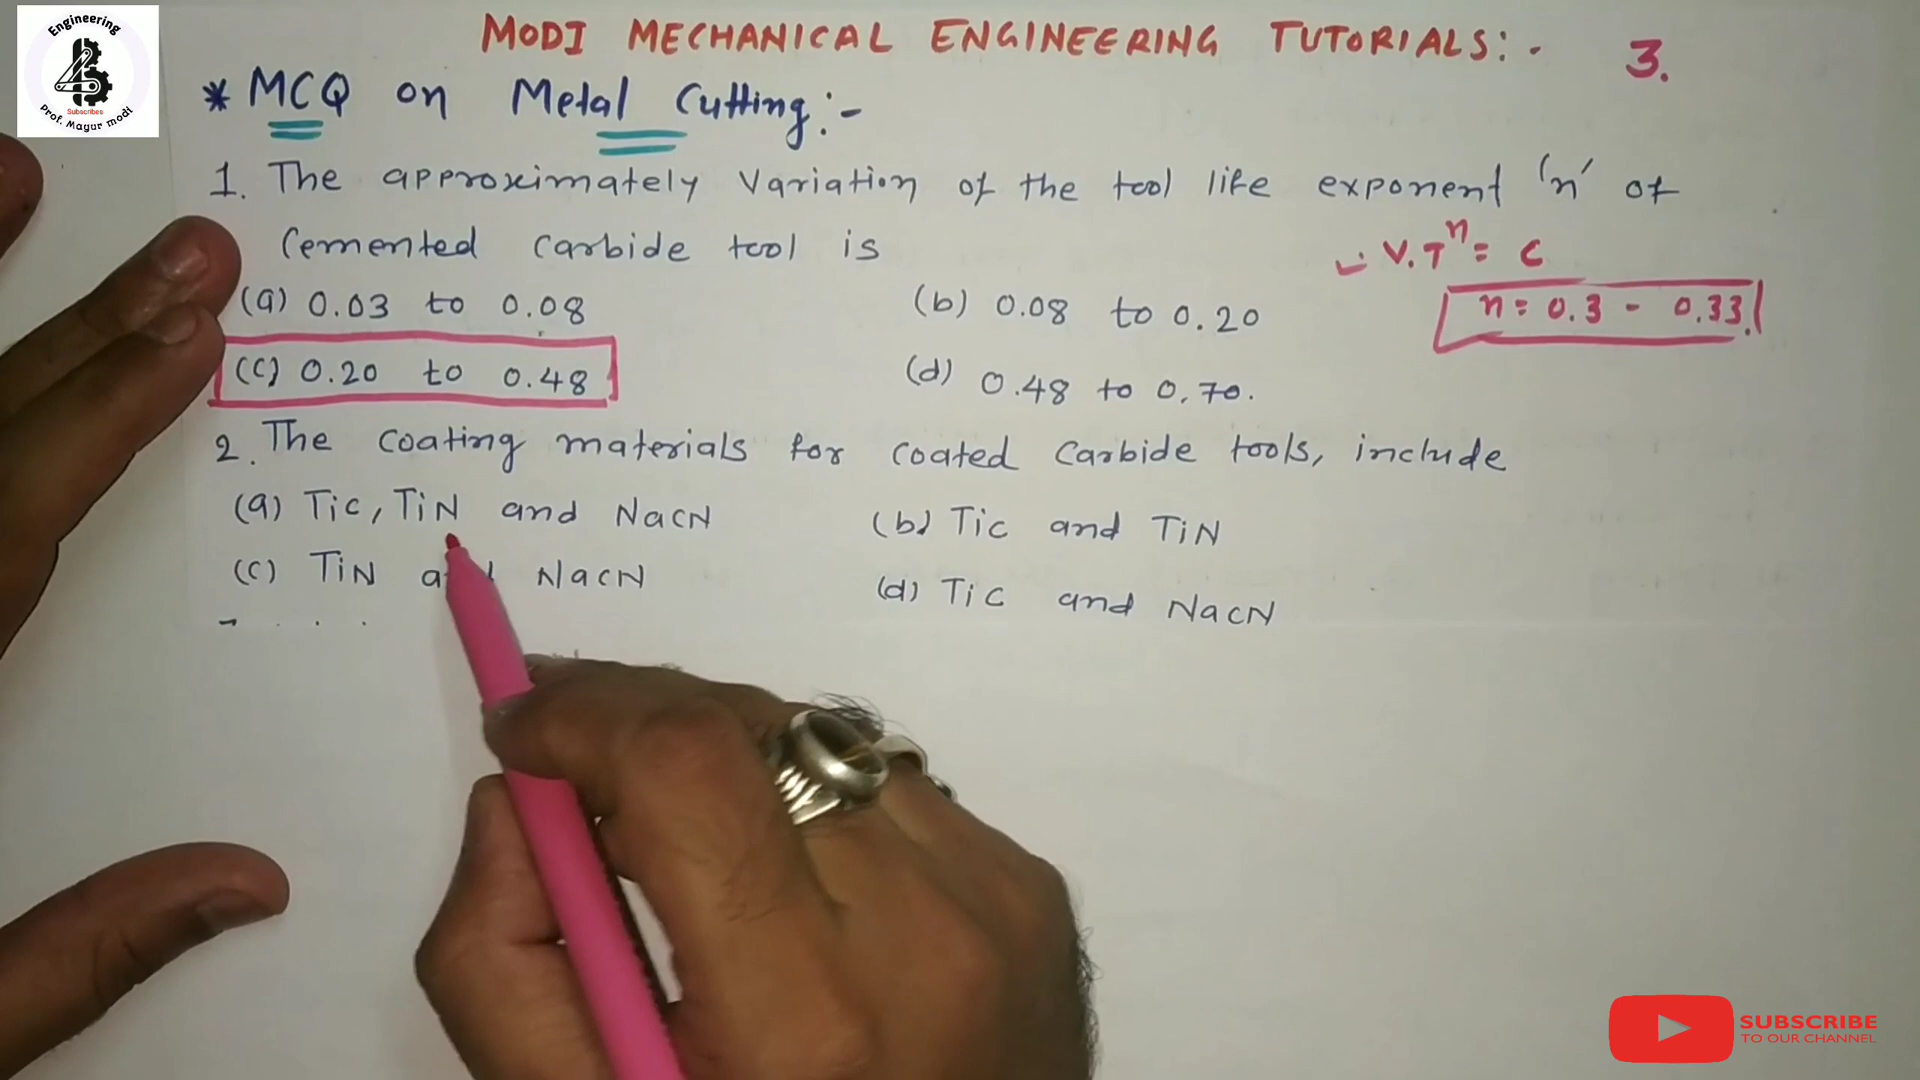 Engineering
Subscribes
Prof. Mayur modi
MODI MECHANICAL ENGINEERING TUTORIALS:-
3.
* MCQ on Metal Cutting:-
1. The approximately variation of the tool life exponent 'n' of
Cemented carbide tool is
V.T^n = C
n = 0.3 - 0.33
(a) 0.03 to 0.08
(b) 0.08 to 0.20
(c) 0.20 to 0.48
(d) 0.48 to 0.70.
2. The coating materials for coated carbide tools, include
(a) Tic, TiN and NaCN
(b) Tic and TiN
(c) TiN NaCN
(d) TiC and NaCN
SUBSCRIBE
TO OUR CHANNEL